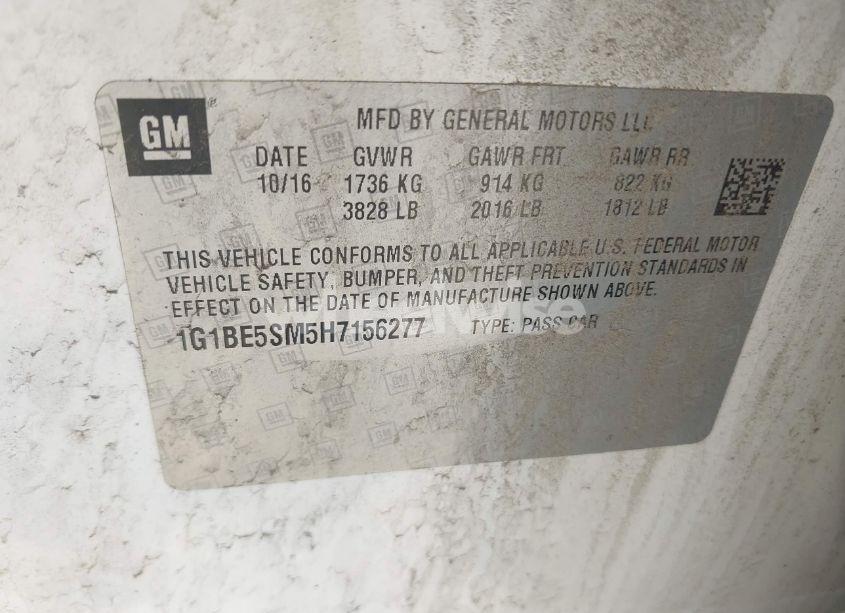 GM
MFD BY GENERAL MOTORS LLC
DATE GVWR GAWR FRT GAWR RR
10/16 1736 KG 914 KG 822 KG
3828 LB 2016 LB 1812 LB
THIS VEHICLE CONFORMS TO ALL APPLICABLE U.S. FEDERAL MOTOR
VEHICLE SAFETY, BUMPER, AND THEFT PREVENTION STANDARDS IN
EFFECT ON THE DATE OF MANUFACTURE SHOWN ABOVE.
1G1BE5SM5H7156277 TYPE: PASS CAR